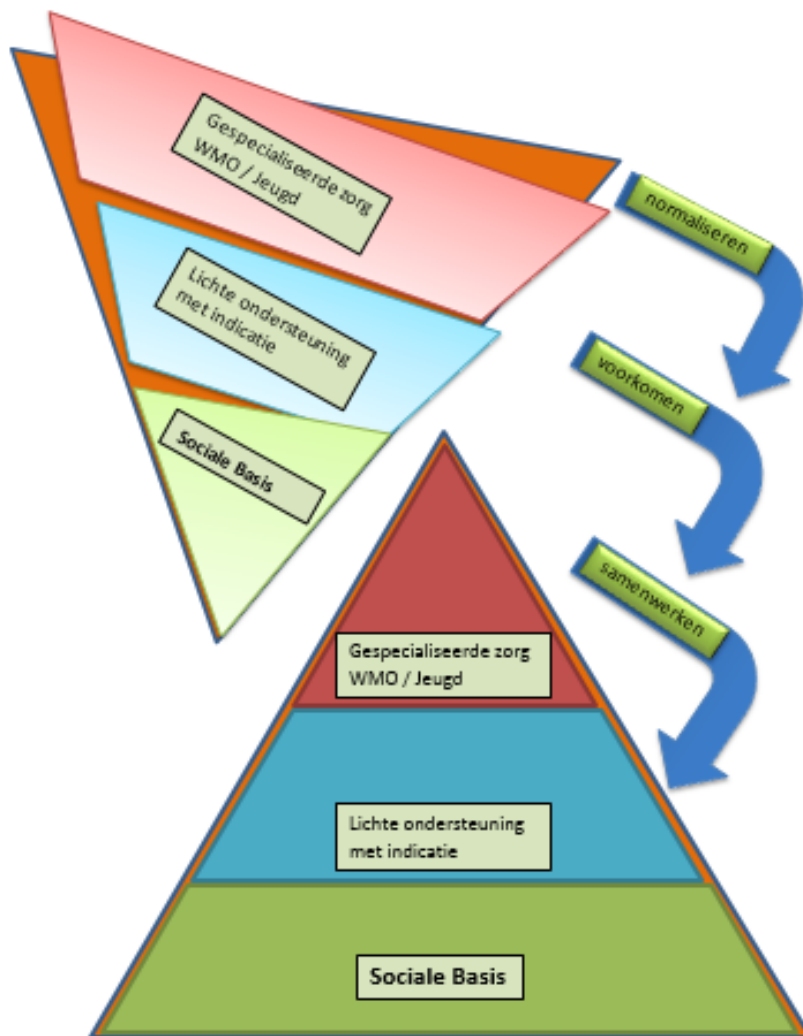 Gespecialiseerde zorg
WMO / Jeugd
Lichte ondersteuning
met indicatie
Sociale Basis
normaliseren
voorkomen
samenwerken
Gespecialiseerde zorg
WMO / Jeugd
Lichte ondersteuning
met indicatie
Sociale Basis